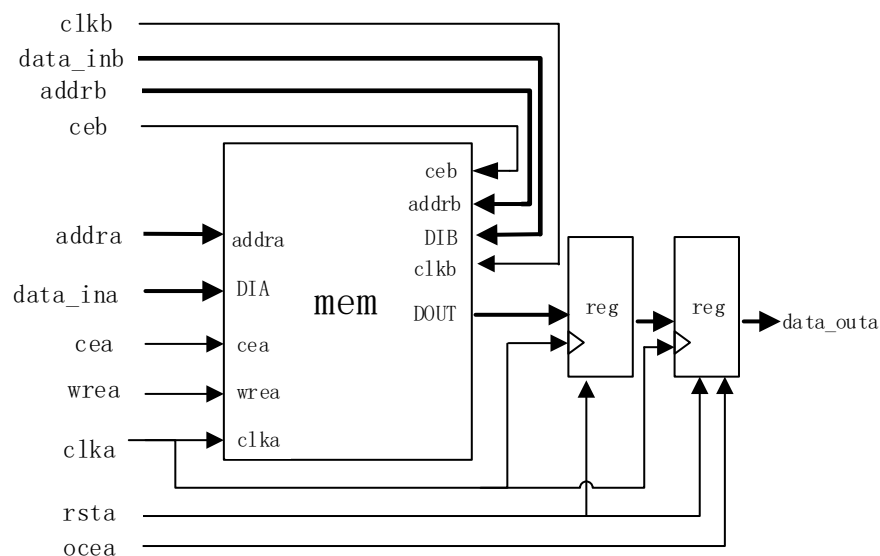 clkb
data_inb
addrb
ceb
addra
data_ina
cea
wrea
clka
rsta
ocea
addra
DIA
cea
wrea
clka
mem
ceb
addrb
DIB
clkb
DOUT
reg
reg
data_outa